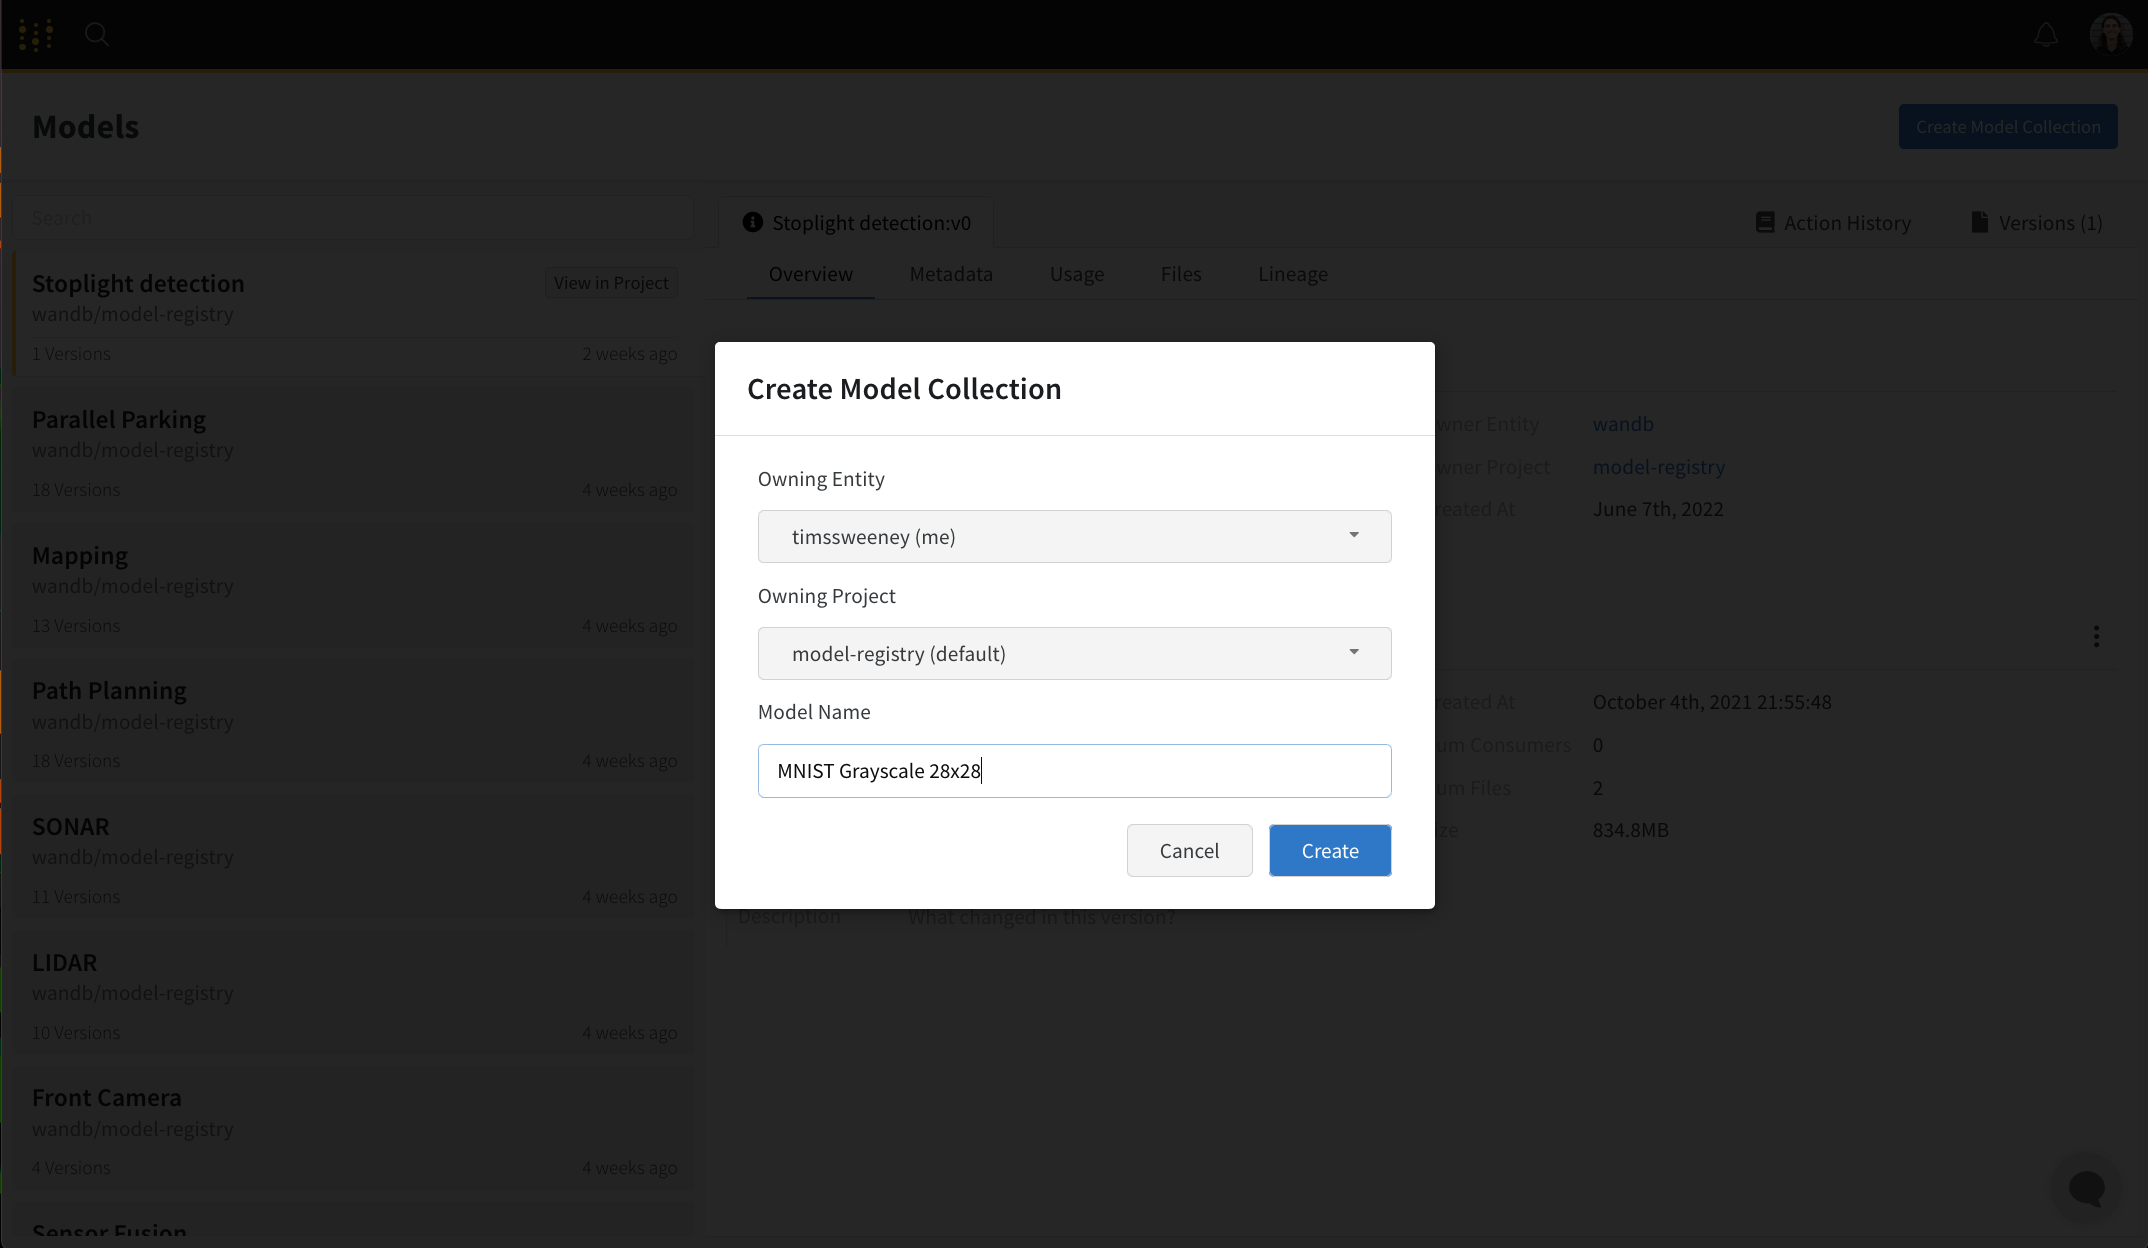 Models
Create Model Collection
Search
Stoplight detection
View in Project
wandb/model-registry
1 Versions
2 weeks ago
Parallel Parking
wandb/model-registry
18 Versions
4 weeks ago
Mapping
wandb/model-registry
13 Versions
4 weeks ago
Path Planning
wandb/model-registry
18 Versions
4 weeks ago
SONAR
wandb/model-registry
11 Versions
4 weeks ago
LIDAR
wandb/model-registry
10 Versions
4 weeks ago
Front Camera
wandb/model-registry
4 Versions
4 weeks ago
Sensor Fusion
Stoplight detection:v0
Action History
Versions (1)
Overview Metadata Usage Files Lineage
Create Model Collection
Owning Entity
timssweeney (me)
Owning Project
model-registry (default)
Model Name
MNIST Grayscale 28x28
Cancel
Create
wner Entity wandb
wner Project model-registry
reated At June 7th, 2022
reated At October 4th, 2021 21:55:48
um Consumers 0
um Files 2
ze 834.8MB
Description What changed in this version?